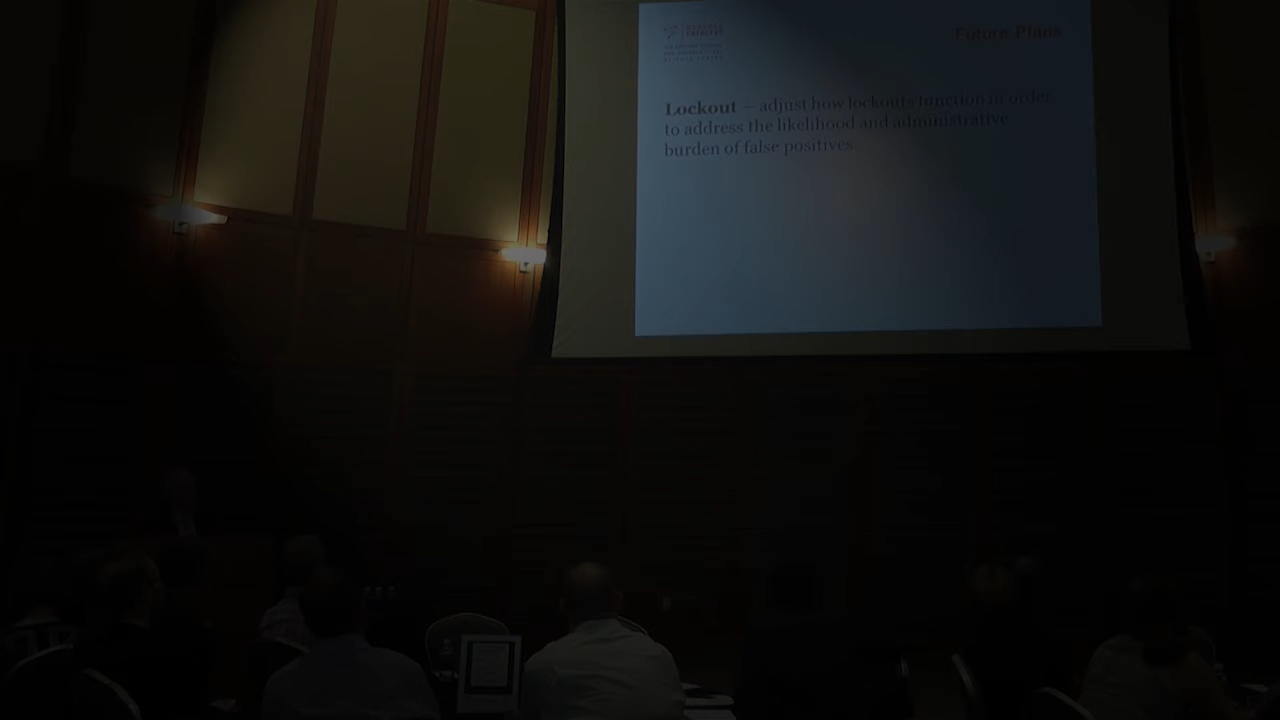 Future Plans
Lockout – adjust how lockouts function in order
to address the likelihood and administrative
burden of false positives